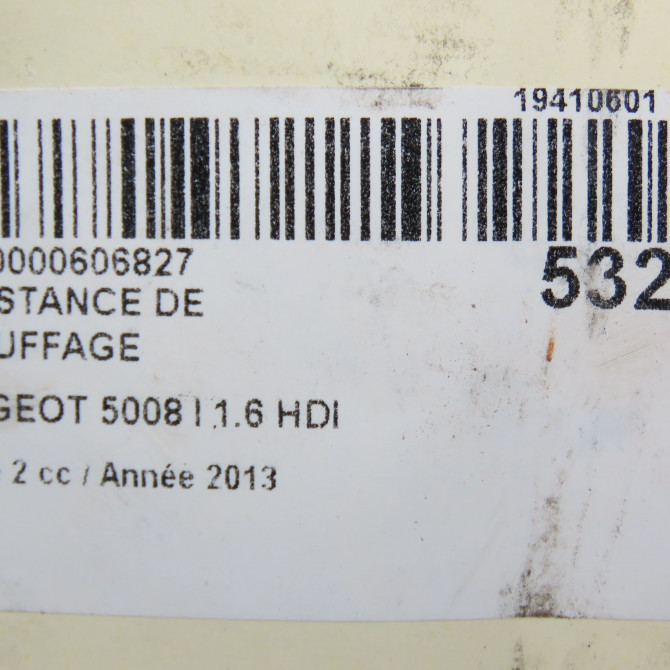 19410601
0000606827
532
STANCE DE
UFFAGE
GEOT 5008 I 1.6 HDI
2 cc / Année 2013